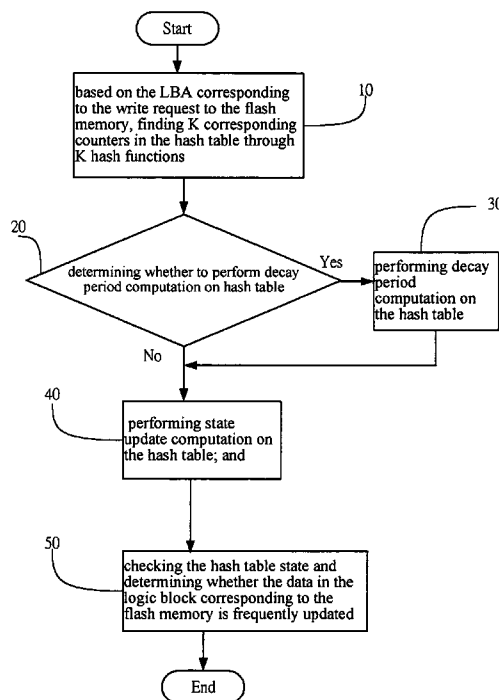 Start
based on the LBA corresponding
to the write request to the flash
memory, finding K corresponding
counters in the hash table through
K hash functions
10
20
determining whether to perform decay
period computation on hash table
Yes
30
performing decay
period
computation on
the hash table
No
40
performing state
update computation on
the hash table; and
50
checking the hash table state and
determining whether the data in the
logic block corresponding to the
flash memory is frequently updated
End